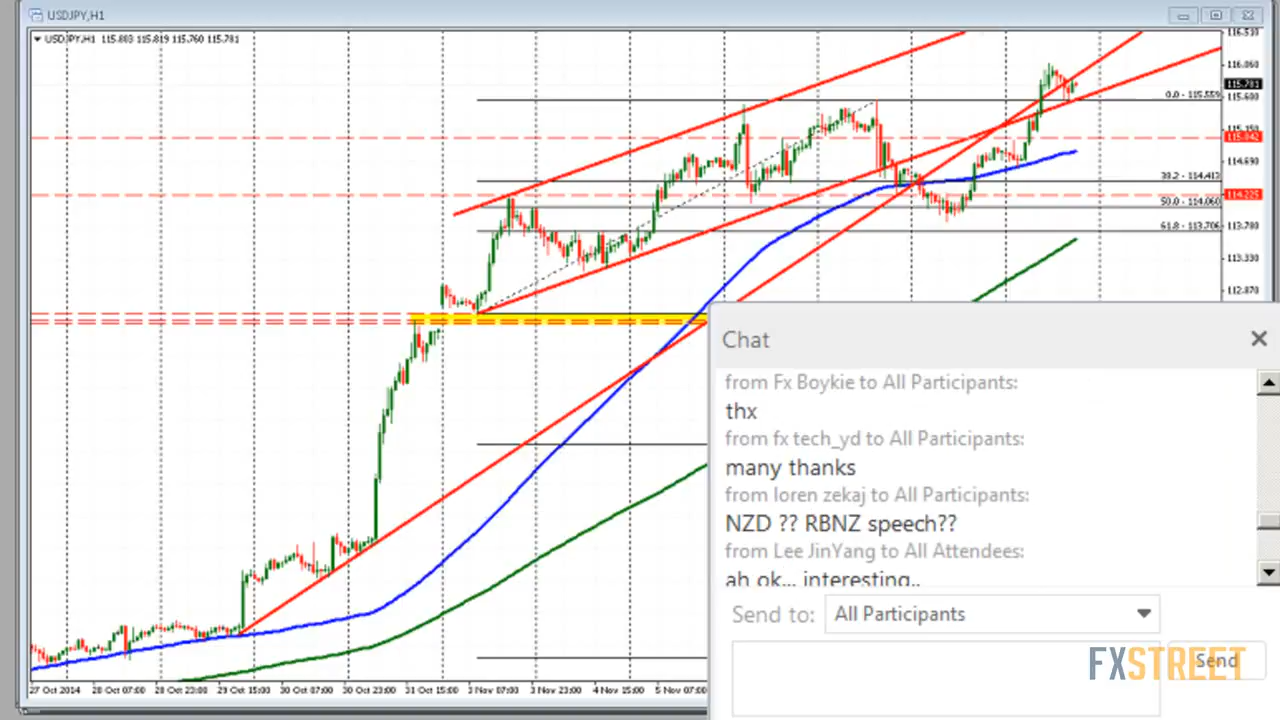 USDJPY,H1
USDJPY,H1 115.803 115.819 115.760 115.781
116.510
116.060
115.781
0.0 - 115.559
115.600
115.150
115.042
114.690
38.2 - 114.413
114.225
50.0 - 114.060
61.8 - 113.706
113.780
113.330
112.870
Chat
from Fx Boykie to All Participants:
thx
from fx tech_yd to All Participants:
many thanks
from loren zekaj to All Participants:
NZD ?? RBNZ speech??
from Lee JinYang to All Attendees:
ah ok... interesting..
Send to: All Participants
Send
FXSTREET
27 Oct 2014 28 Oct 07:00 28 Oct 23:00 29 Oct 15:00 30 Oct 07:00 30 Oct 23:00 31 Oct 15:00 3 Nov 07:00 3 Nov 23:00 4 Nov 15:00 5 Nov 07:00